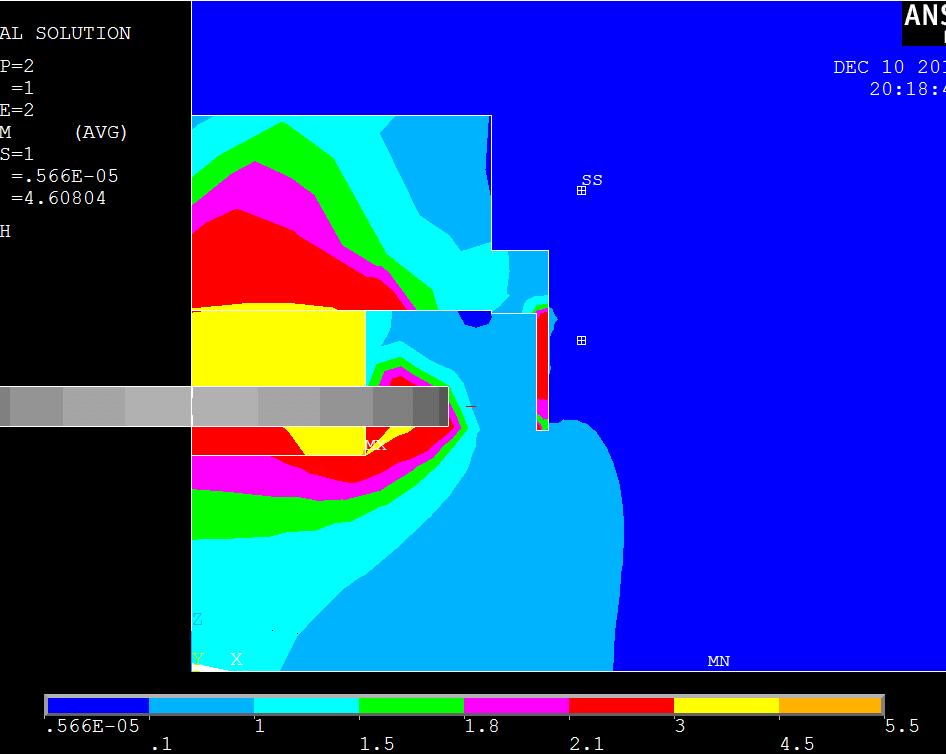 AL SOLUTION
ANS
P=2
=1
E=2
M (AVG)
S=1
=.566E-05
=4.60804
H
DEC 10 201
20:18:4
SS
MX
Z
Y X
MN
.566E-05 1 1.8 3 5.5
.1 1.5 2.1 4.5